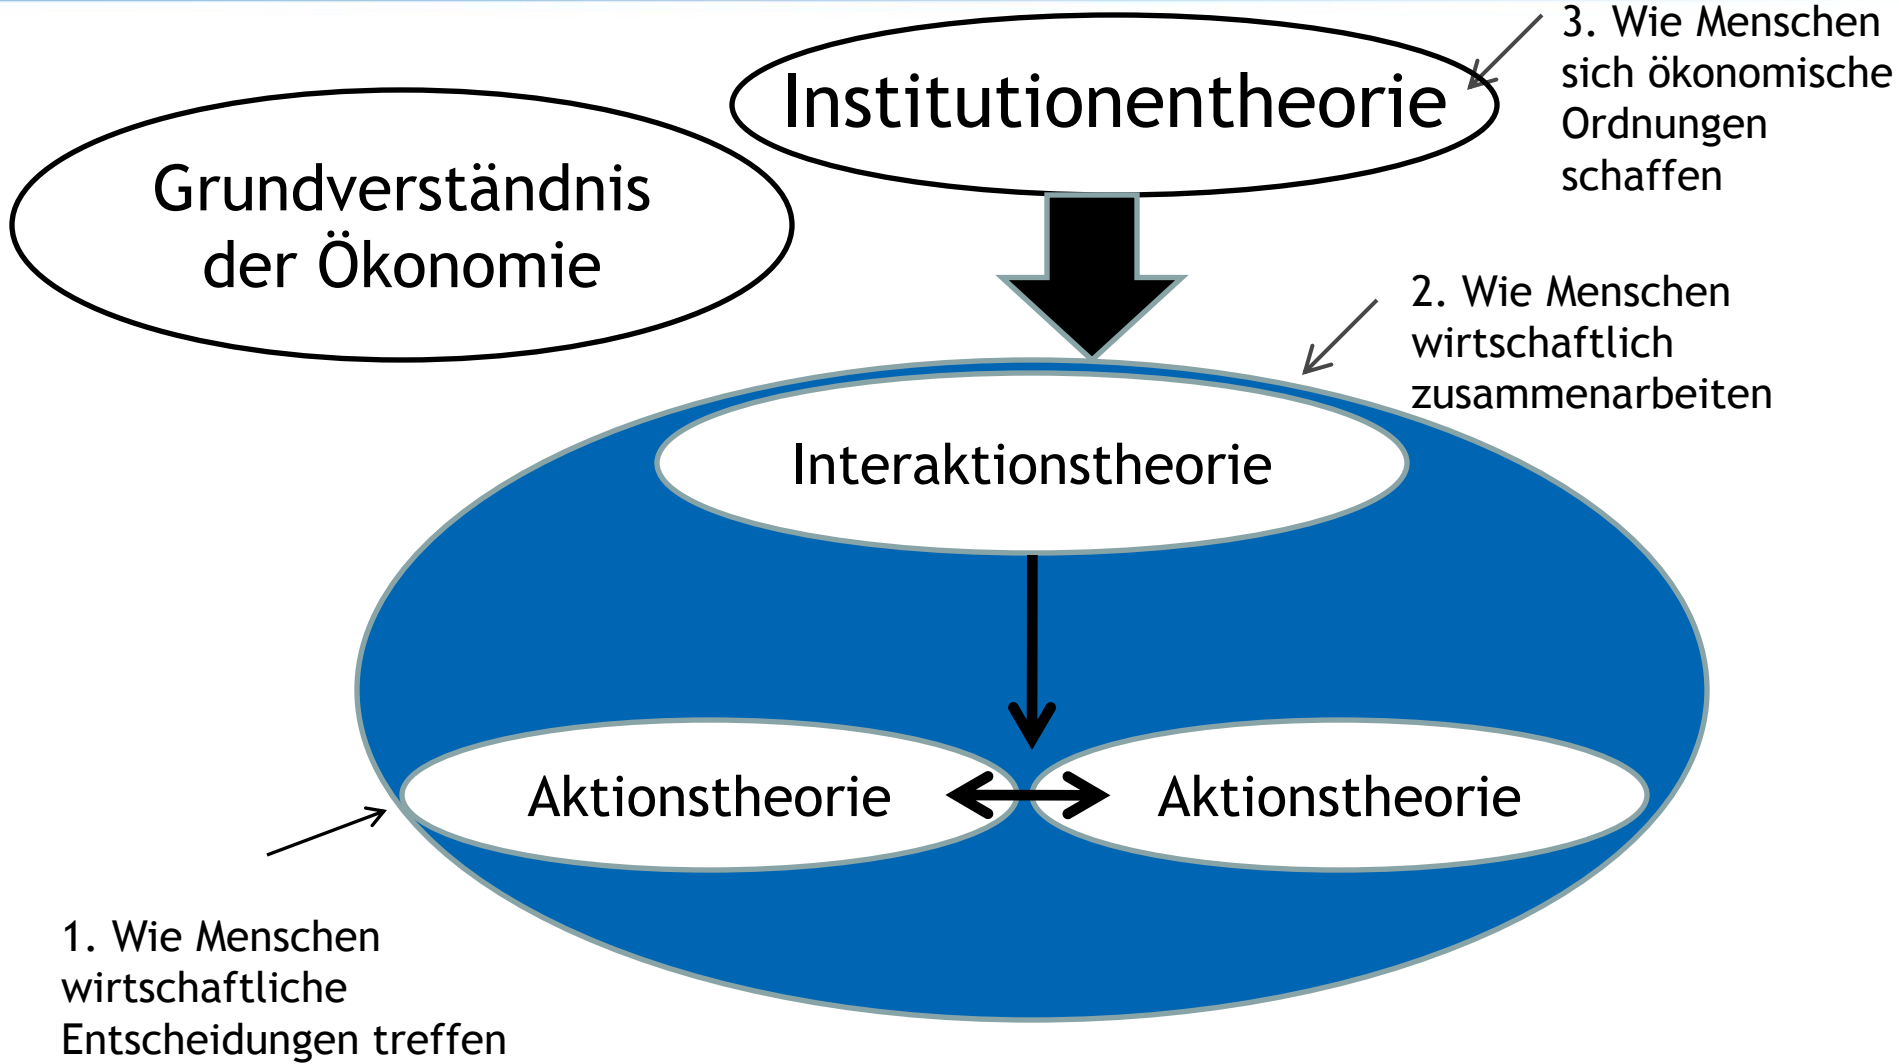 3. Wie Menschen
sich ökonomische
Ordnungen
schaffen
Institutionentheorie
Grundverständnis
der Ökonomie
2. Wie Menschen
wirtschaftlich
zusammenarbeiten
Interaktionstheorie
Aktionstheorie
Aktionstheorie
1. Wie Menschen
wirtschaftliche
Entscheidungen treffen